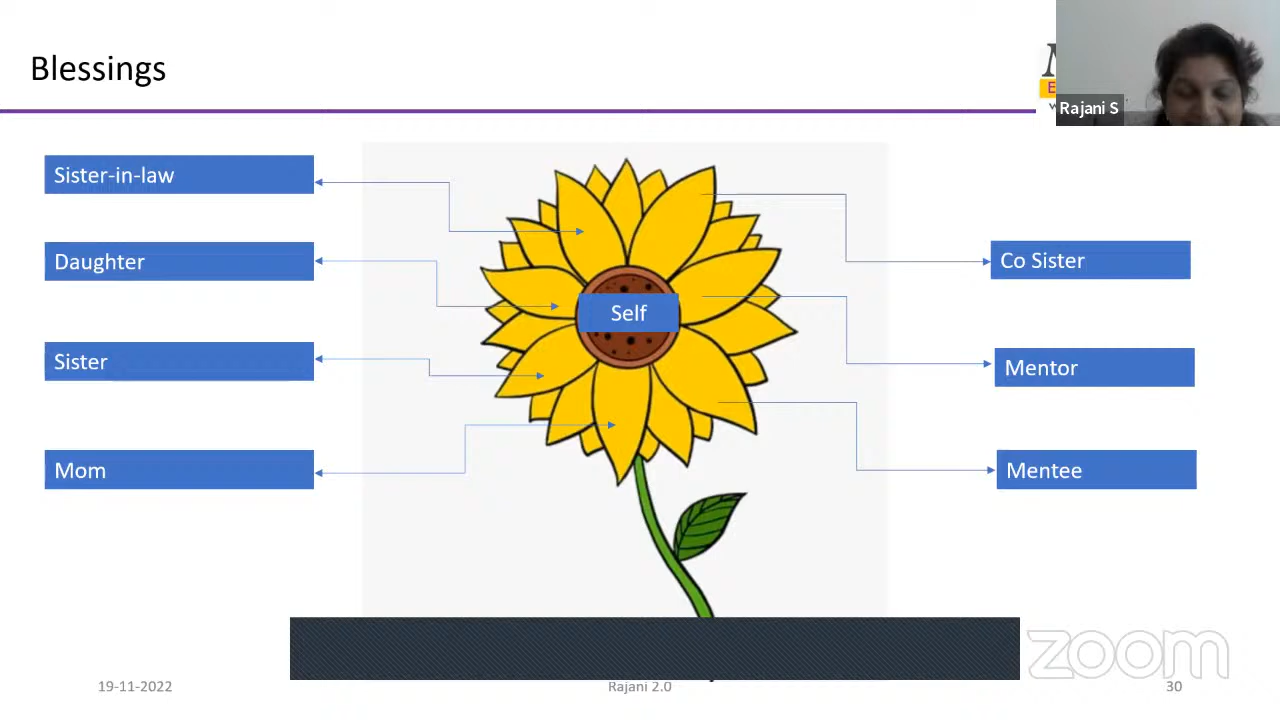 Blessings
Rajani S
Sister-in-law
Daughter
Sister
Mom
Self
Co Sister
Mentor
Mentee
zoom
19-11-2022
Rajani 2.0
30